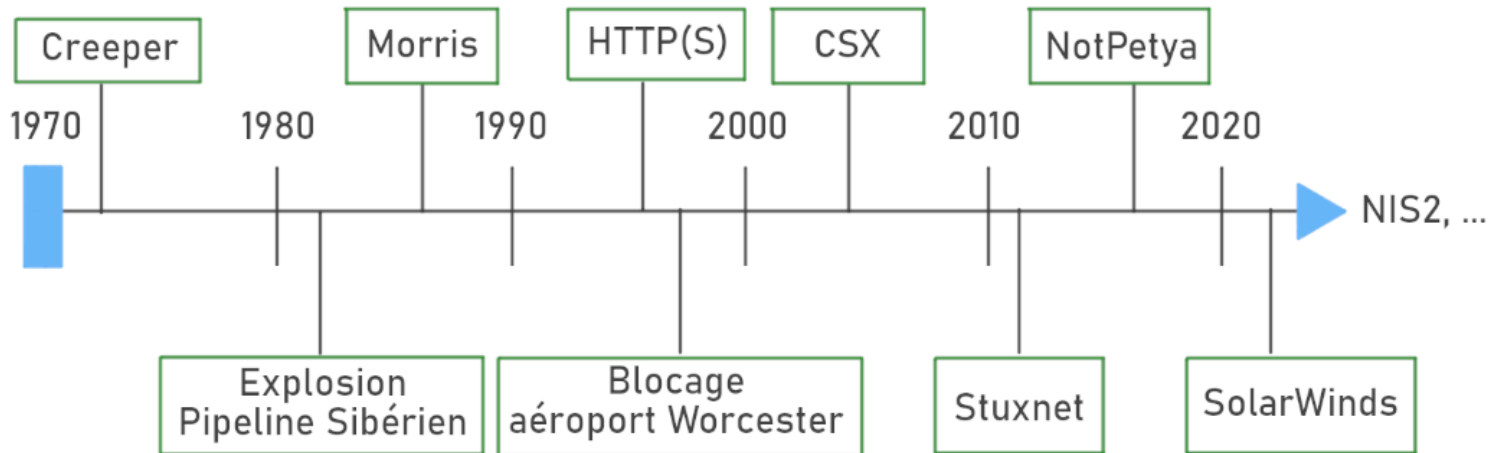 Creeper
Morris
HTTP(S)
CSX
NotPetya
1970
1980
1990
2000
2010
2020
NIS2, ...
Explosion
Pipeline Sibérien
Blocage
aéroport Worcester
Stuxnet
SolarWinds